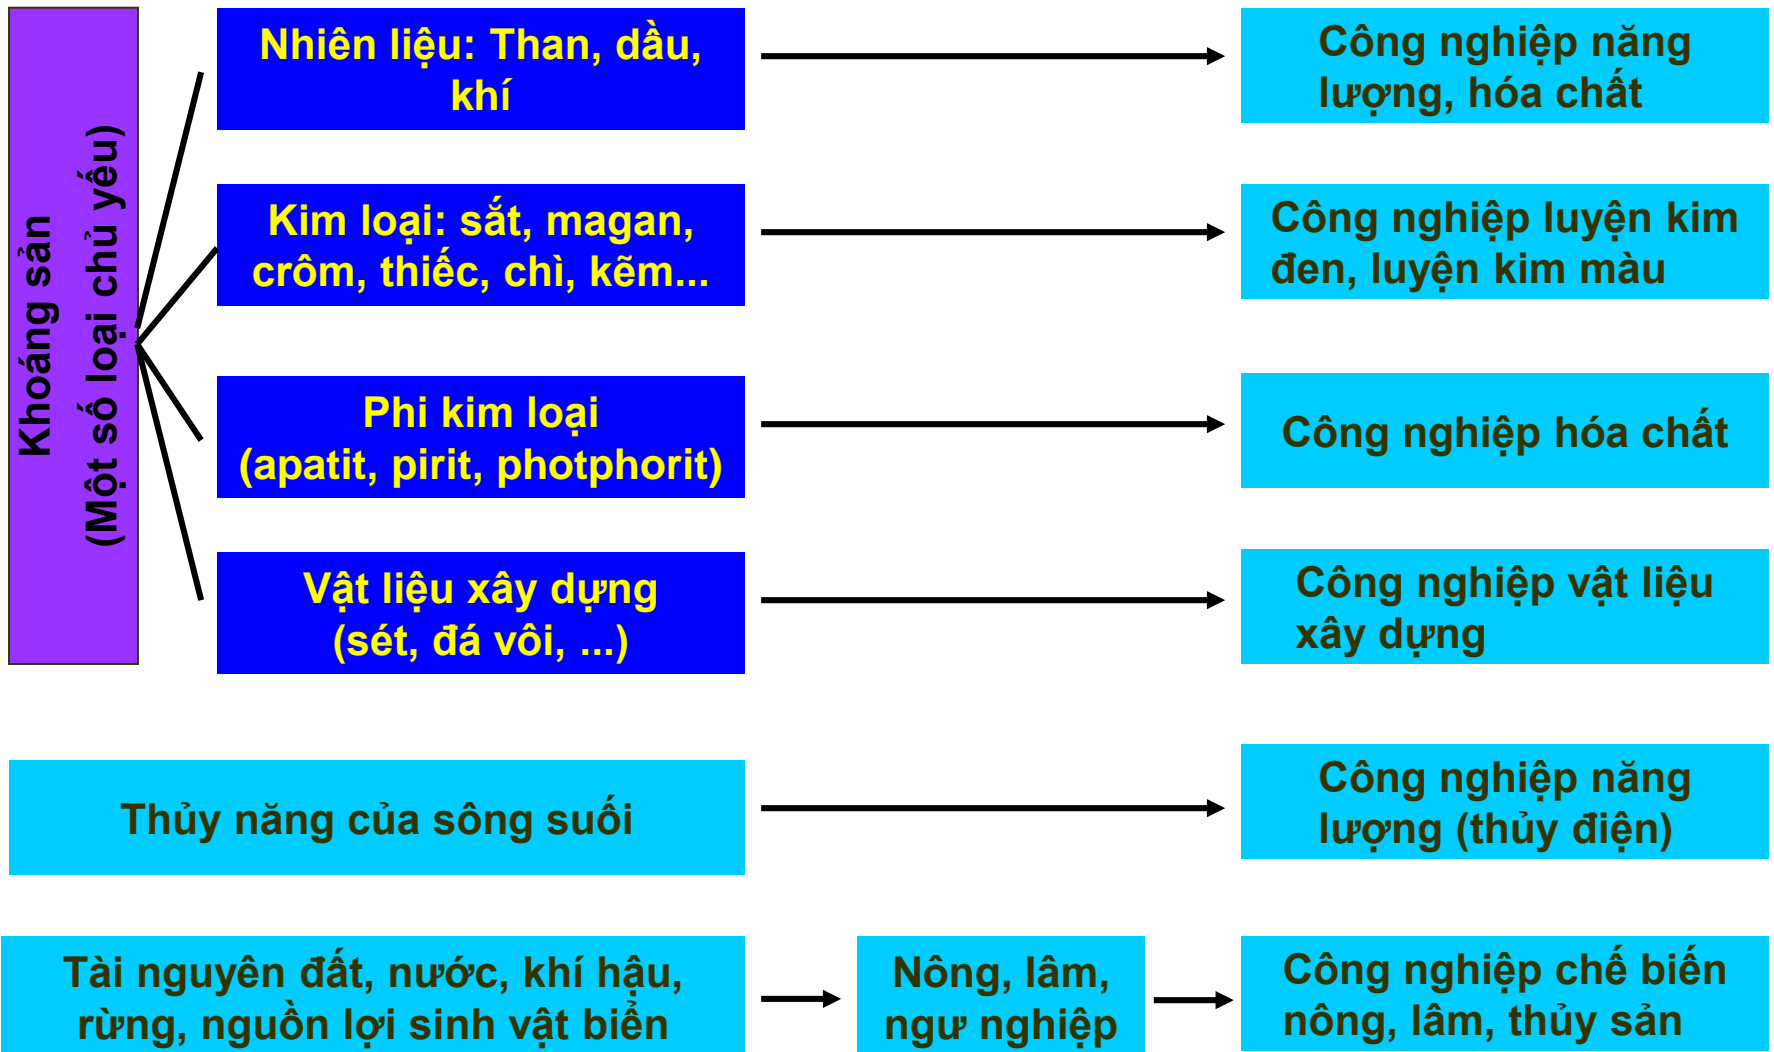 Khoáng sản
(Một số loại chủ yếu)
Nhiên liệu: Than, dầu,
khí
Công nghiệp năng
lượng, hóa chất
Kim loại: sắt, magan,
crôm, thiếc, chì, kẽm...
Công nghiệp luyện kim
đen, luyện kim màu
Phi kim loại
(apatit, pirit, photphorit)
Công nghiệp hóa chất
Vật liệu xây dựng
(sét, đá vôi, ...)
Công nghiệp vật liệu
xây dựng
Thủy năng của sông suối
Công nghiệp năng
lượng (thủy điện)
Tài nguyên đất, nước, khí hậu,
rừng, nguồn lợi sinh vật biển
Nông, lâm,
ngư nghiệp
Công nghiệp chế biến
nông, lâm, thủy sản